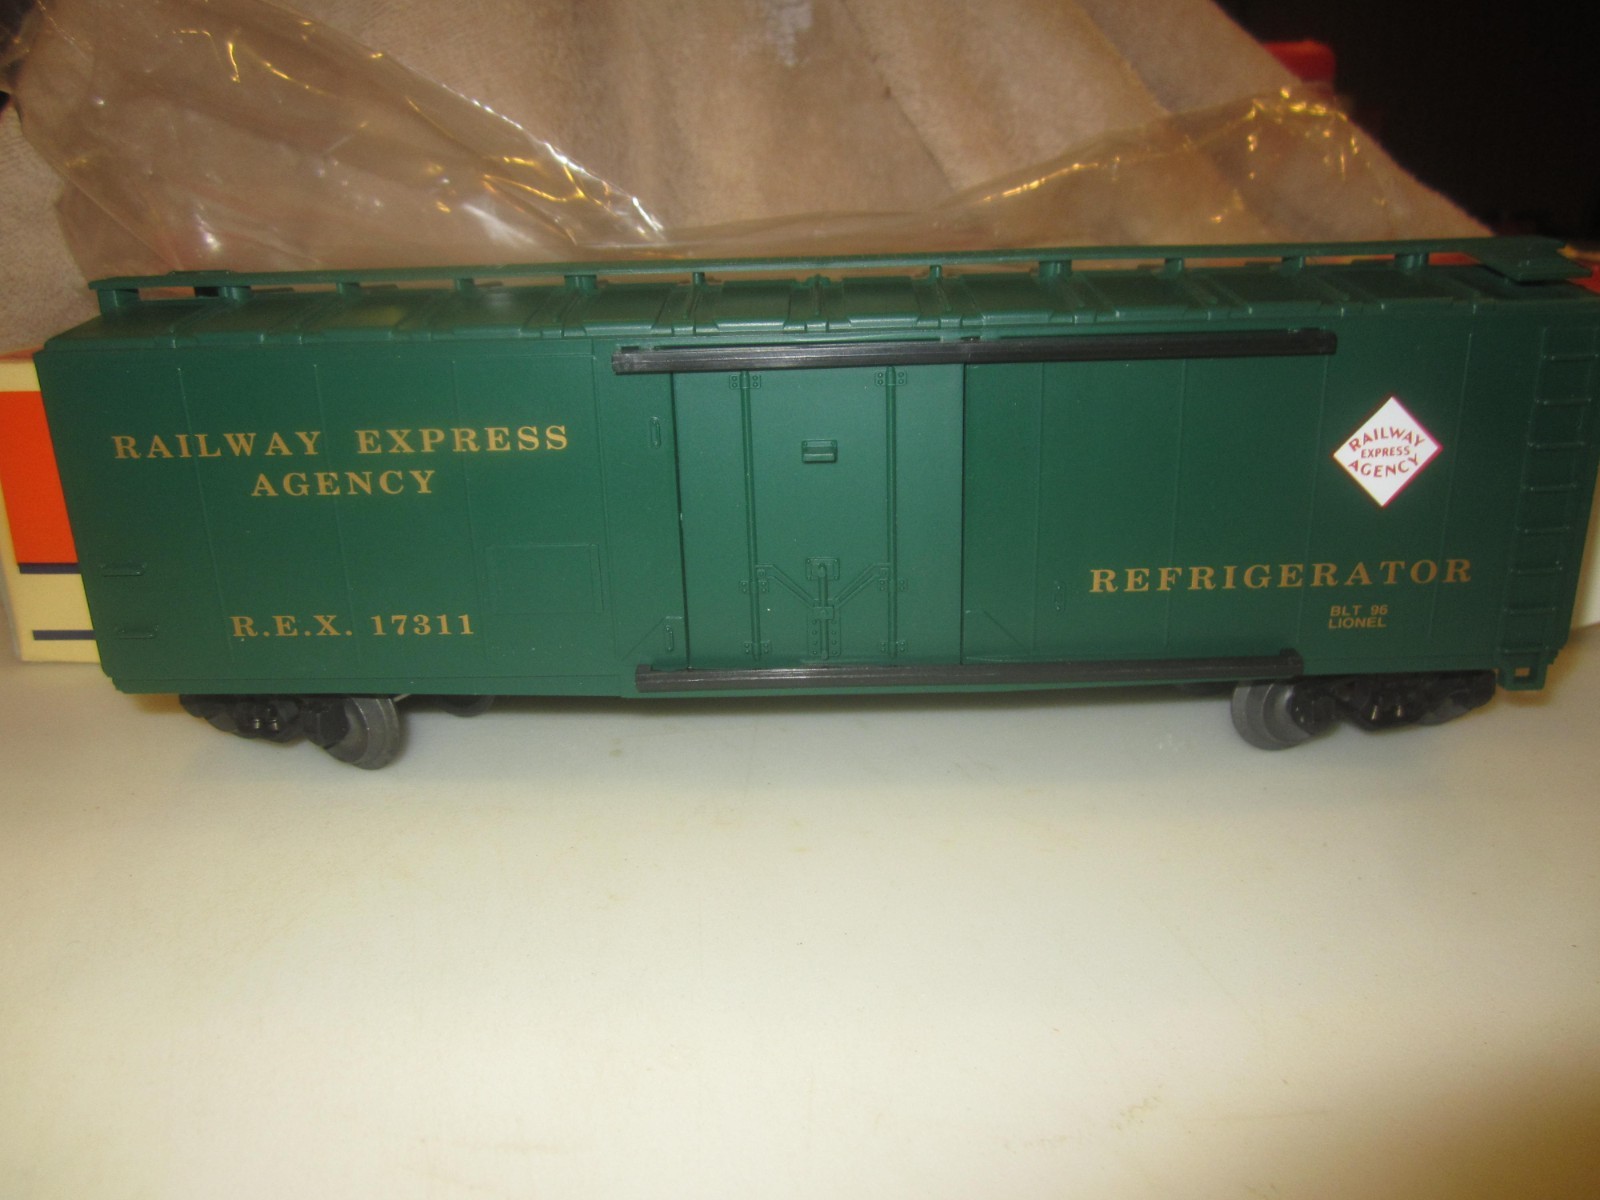 RAILWAY EXPRESS
AGENCY
R.E.X. 17311
RAILWAY
EXPRESS
AGENCY
REFRIGERATOR
BLT 96
LIONEL